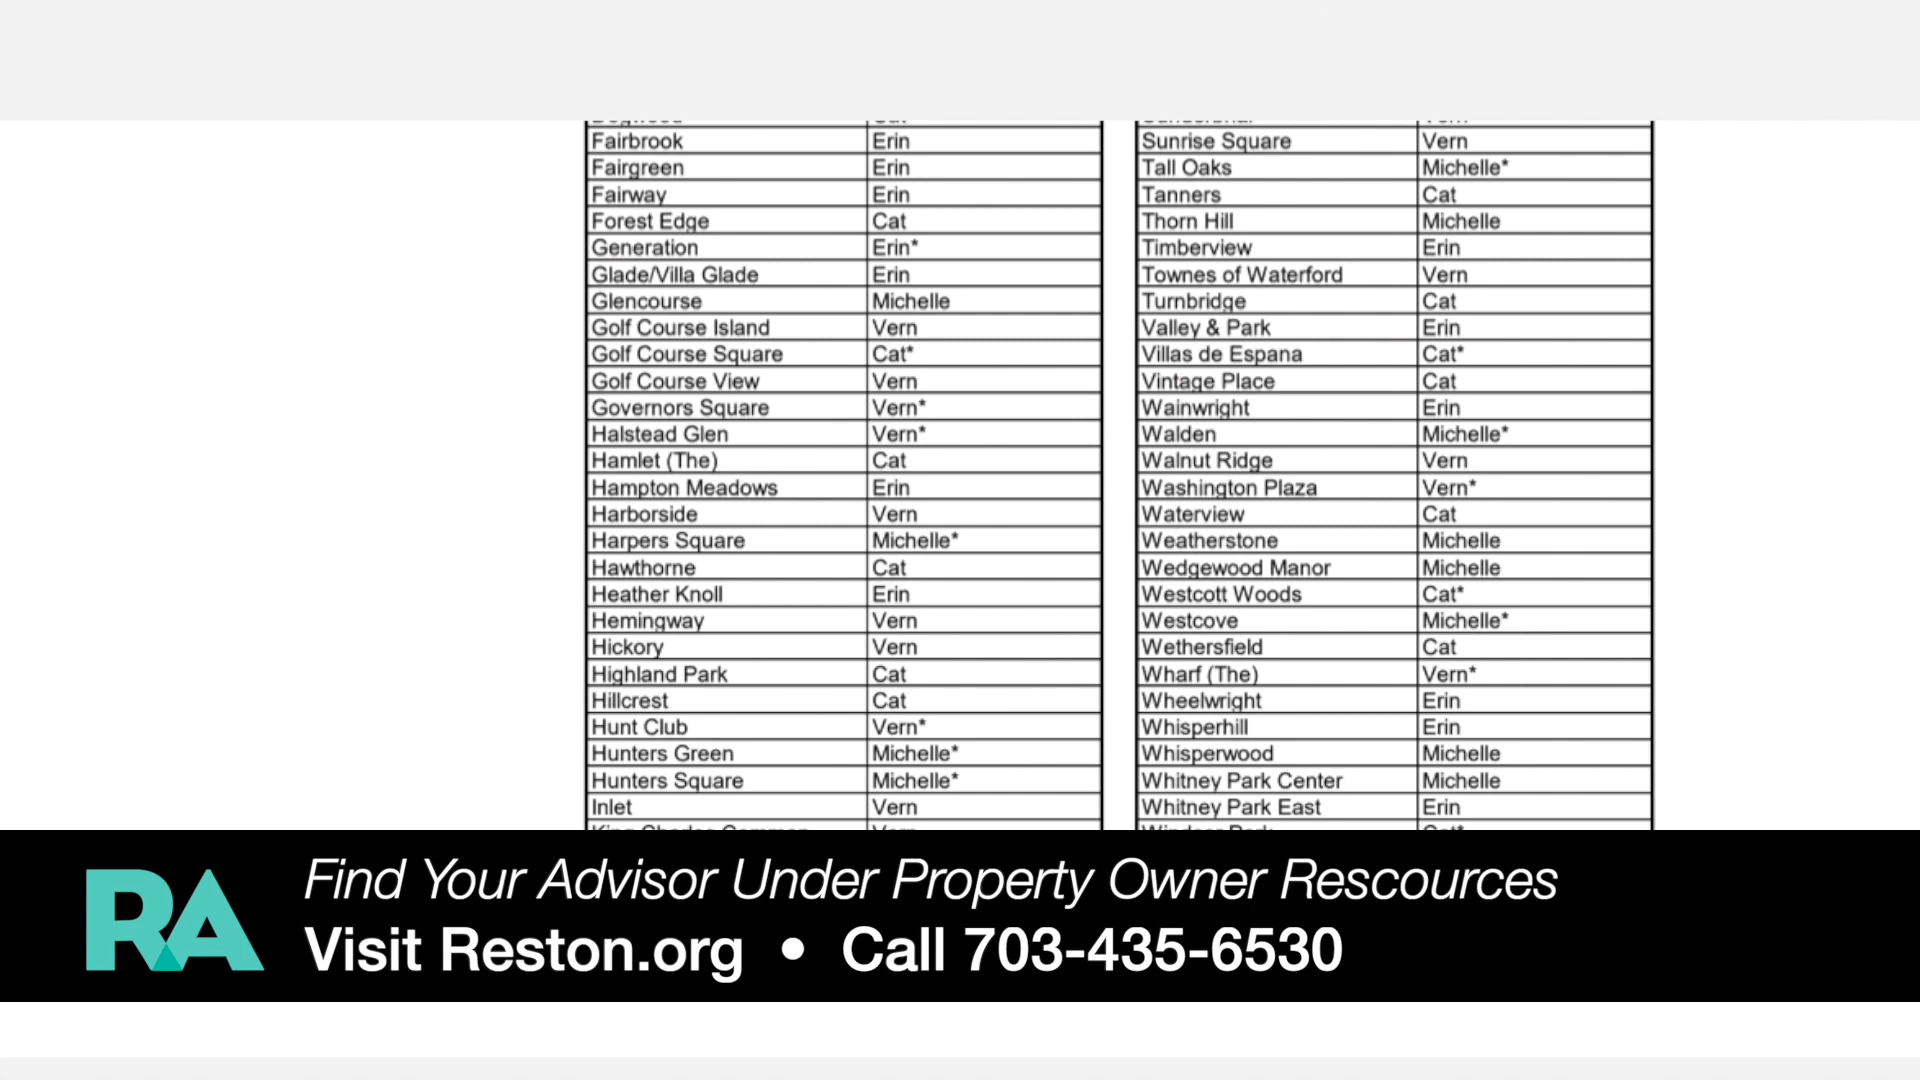 Fairbrook Erin
Fairgreen Erin
Fairway Erin
Forest Edge Cat
Generation Erin*
Glade/Villa Glade Erin
Glencourse Michelle
Golf Course Island Vern
Golf Course Square Cat*
Golf Course View Vern
Governors Square Vern*
Halstead Glen Vern*
Hamlet (The) Cat
Hampton Meadows Erin
Harborside Vern
Harpers Square Michelle*
Hawthorne Cat
Heather Knoll Erin
Hemingway Vern
Hickory Vern
Highland Park Cat
Hillcrest Cat
Hunt Club Vern*
Hunters Green Michelle*
Hunters Square Michelle*
Inlet Vern
Sunrise Square Vern
Tall Oaks Michelle*
Tanners Cat
Thorn Hill Michelle
Timberview Erin
Townes of Waterford Vern
Turnbridge Cat
Valley & Park Erin
Villas de Espana Cat*
Vintage Place Cat
Wainwright Erin
Walden Michelle*
Walnut Ridge Vern
Washington Plaza Vern*
Waterview Cat
Weatherstone Michelle
Wedgewood Manor Michelle
Westcott Woods Cat*
Westcove Michelle*
Wethersfield Cat
Wharf (The) Vern*
Wheelwright Erin
Whisperhill Erin
Whisperwood Michelle
Whitney Park Center Michelle
Whitney Park East Erin
RA
Find Your Advisor Under Property Owner Rescources
Visit Reston.org • Call 703-435-6530